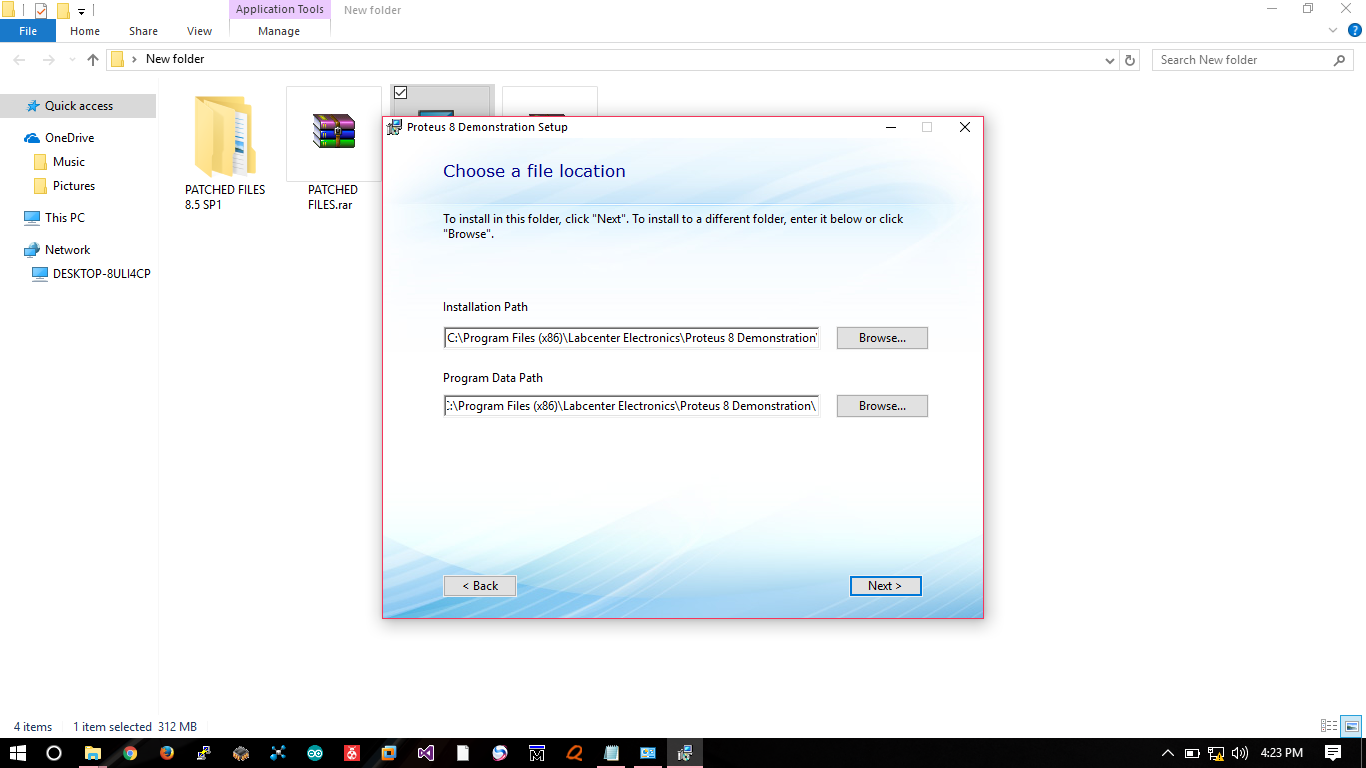 Application Tools
New folder
File
Home
Share
View
Manage
New folder
Search New folder
Quick access
OneDrive
Music
Pictures
This PC
Network
DESKTOP-8ULI4CP
PATCHED FILES
8.5 SP1
PATCHED
FILES.rar
Proteus 8 Demonstration Setup
Choose a file location
To install in this folder, click "Next". To install to a different folder, enter it below or click
"Browse".
Installation Path
C:\Program Files (x86)\Labcenter Electronics\Proteus 8 Demonstration\
Browse...
Program Data Path
C:\Program Files (x86)\Labcenter Electronics\Proteus 8 Demonstration\
Browse...
< Back
Next >
4 items
1 item selected 312 MB
4:23 PM